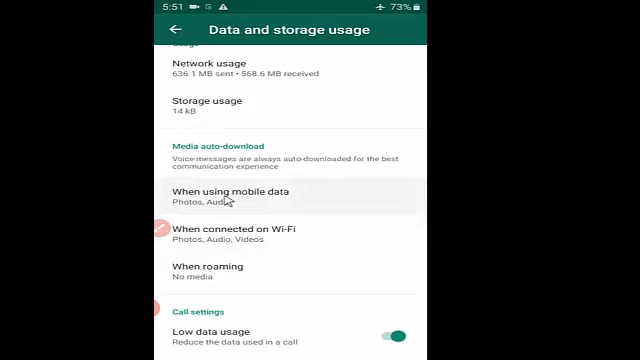 5:51 73%
Data and storage usage
Usage
Network usage
636.1 MB sent • 568.6 MB received
Storage usage
14 kB
Media auto-download
Voice messages are always auto-downloaded for the best
communication experience
When using mobile data
Photos, Audio
When connected on Wi-Fi
Photos, Audio, Videos
When roaming
No media
Call settings
Low data usage
Reduce the data used in a call